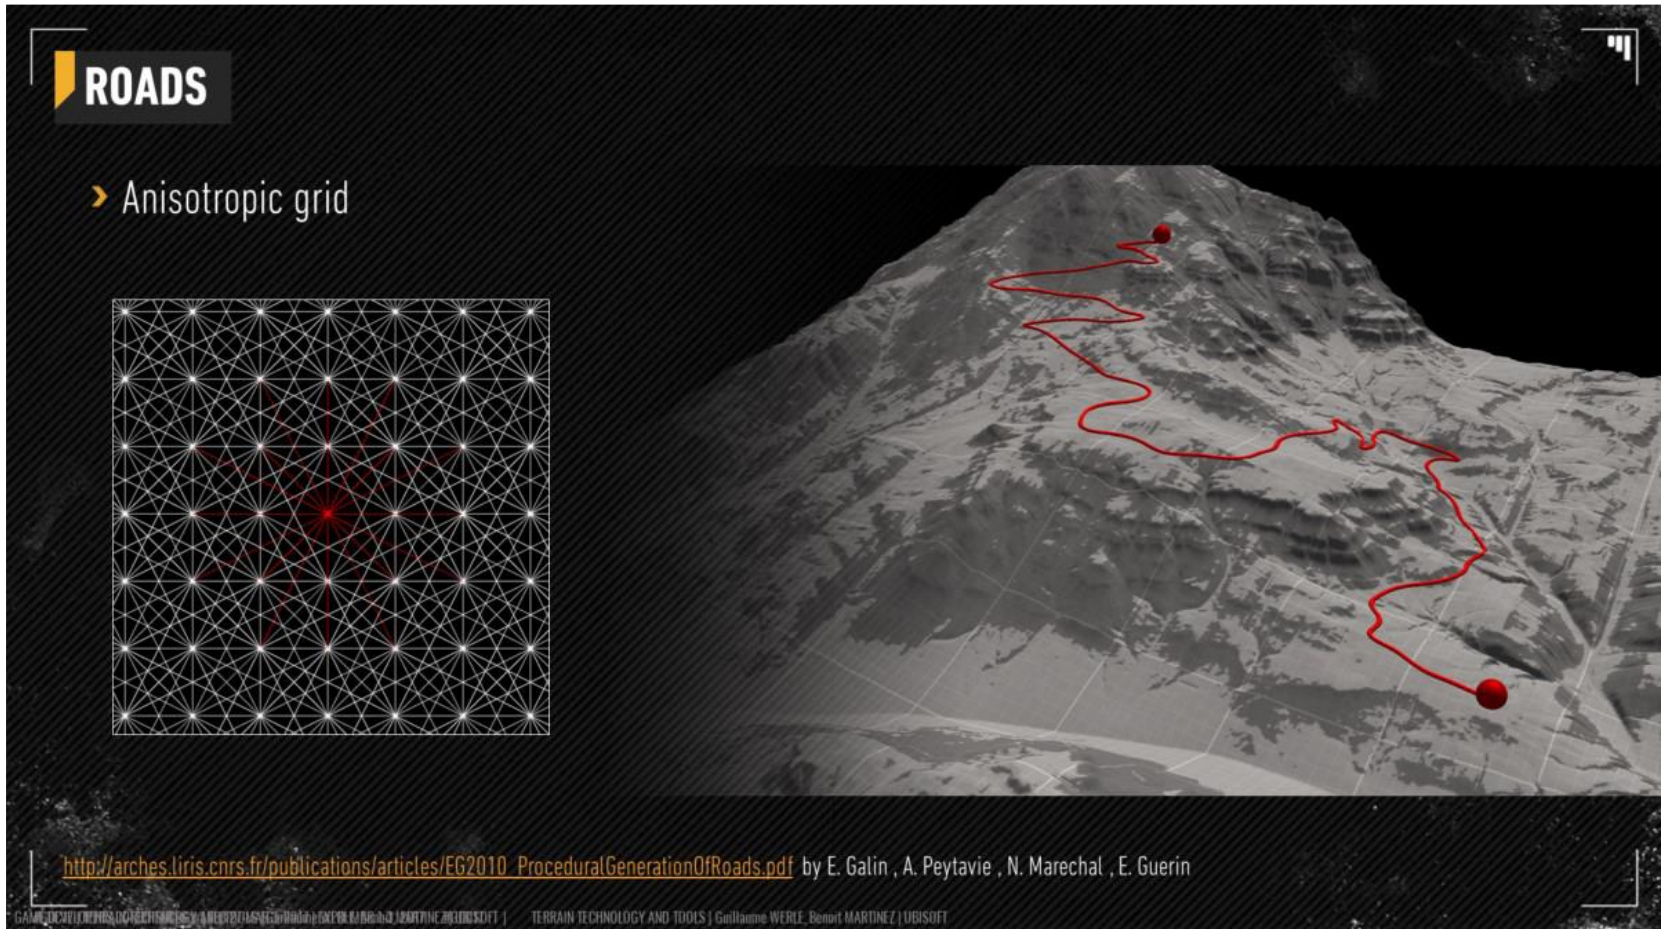 ROADS
› Anisotropic grid
http://arches.liris.cnrs.fr/publications/articles/EG2010_ProceduralGenerationOfRoads.pdf by E. Galin , A. Peytavie , N. Marechal , E. Guerin
TERRAIN TECHNOLOGY AND TOOLS | Guillaume WERLE, Benoit MARTINEZ | UBISOFT